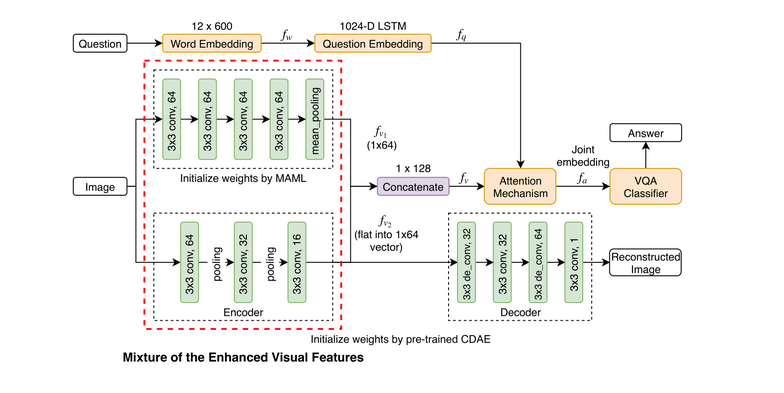 12 x 600
1024-D LSTM
Question
Word Embedding
f_w
Question Embedding
f_q
3x3 conv, 64
3x3 conv, 64
3x3 conv, 64
3x3 conv, 64
mean_pooling
Initialize weights by MAML
f_{v_1}
(1x64)
Image
1 x 128
Concatenate
f_v
Attention
Mechanism
Joint
embedding
f_a
Answer
VQA
Classifier
f_{v_2}
(flat into 1x64
vector)
3x3 conv, 64
pooling
3x3 conv, 32
pooling
3x3 conv, 16
Encoder
3x3 de_conv, 32
3x3 conv, 32
3x3 de_conv, 64
3x3 conv, 1
Decoder
Reconstructed
Image
Initialize weights by pre-trained CDAE
Mixture of the Enhanced Visual Features